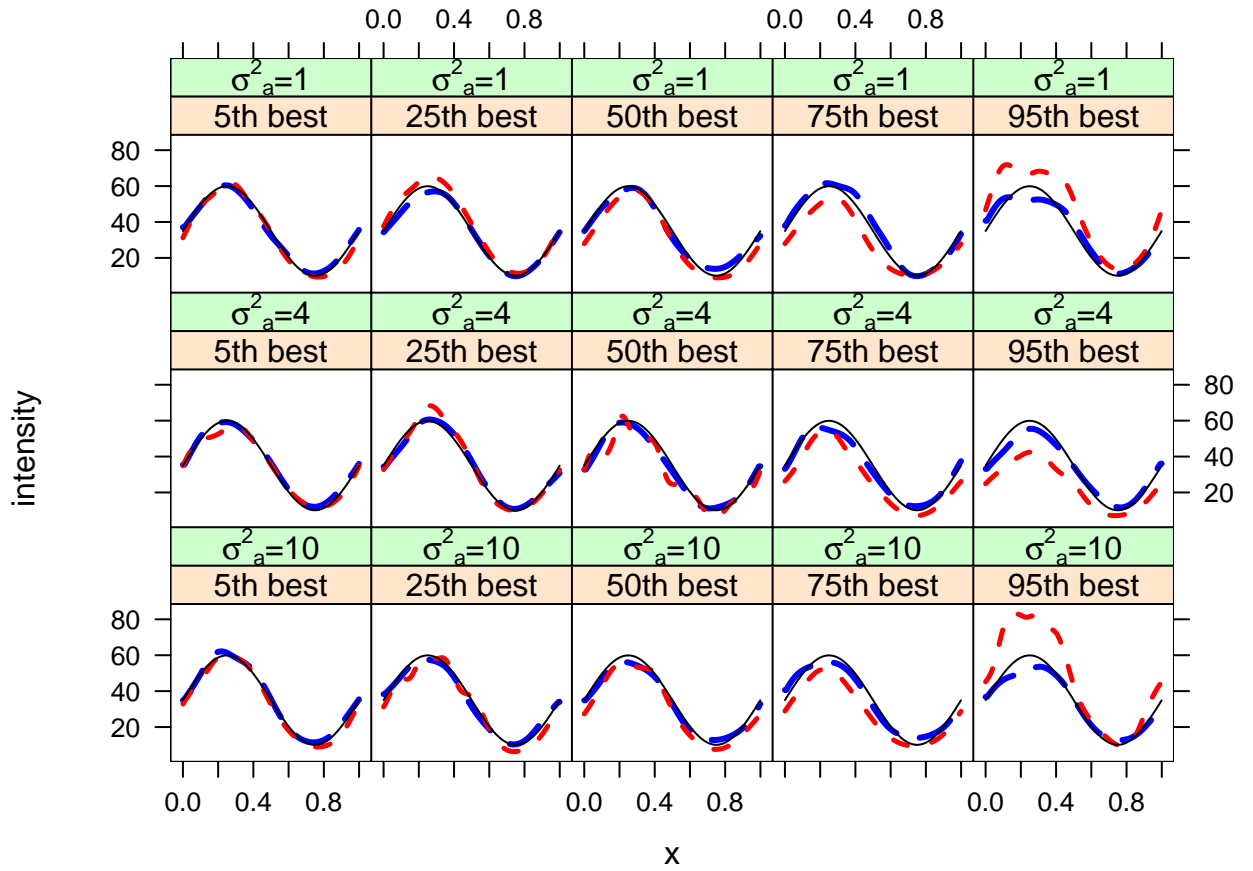 0.0 0.4 0.8 0.0 0.4 0.8
σ²ₐ=1 σ²ₐ=1 σ²ₐ=1 σ²ₐ=1 σ²ₐ=1
5th best 25th best 50th best 75th best 95th best
80
60
40
20
σ²ₐ=4 σ²ₐ=4 σ²ₐ=4 σ²ₐ=4 σ²ₐ=4
5th best 25th best 50th best 75th best 95th best
80
60
40
20
intensity
σ²ₐ=10 σ²ₐ=10 σ²ₐ=10 σ²ₐ=10 σ²ₐ=10
5th best 25th best 50th best 75th best 95th best
80
60
40
20
0.0 0.4 0.8 0.0 0.4 0.8 0.0 0.4 0.8
x